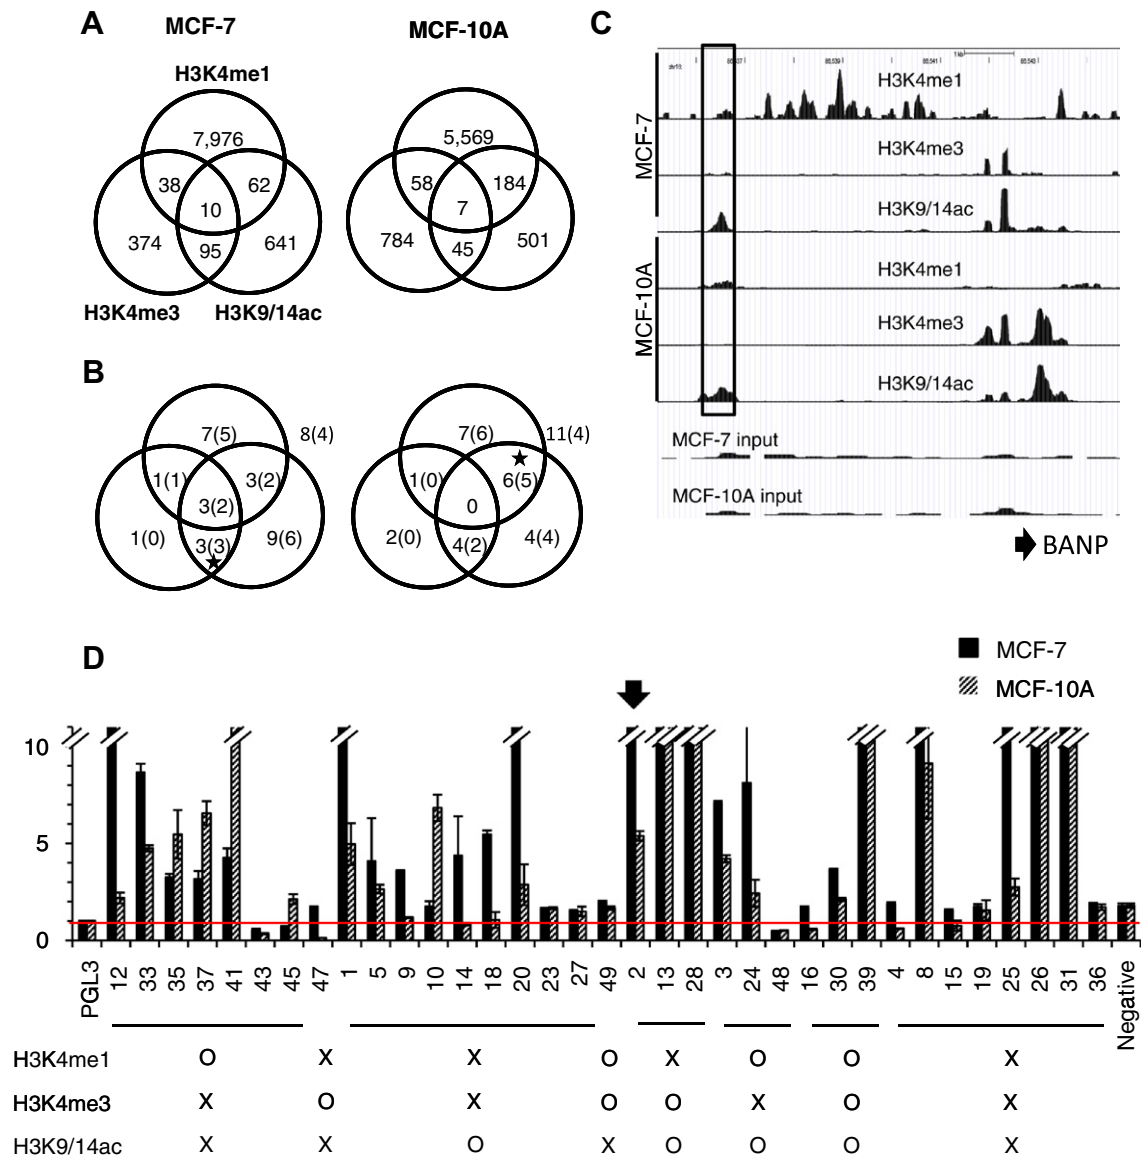 A
MCF-7
MCF-10A
H3K4me1
7,976
38
62
10
374
95
641
H3K4me3
H3K9/14ac
5,569
58
184
7
784
45
501
B
7(5)
8(4)
1(1)
3(2)
3(2)
1(0)
3(3)
9(6)
7(6)
11(4)
1(0)
6(5)
0
2(0)
4(2)
4(4)
C
MCF-7
H3K4me1
H3K4me3
H3K9/14ac
MCF-10A
H3K4me1
H3K4me3
H3K9/14ac
MCF-7 input
MCF-10A input
BANP
D
MCF-7
MCF-10A
10
5
0
PGL3 12 33 35 37 41 43 45 47 1 5 9 10 14 18 20 23 27 49 2 13 28 3 24 48 16 30 39 4 8 15 19 25 26 31 36 Negative
H3K4me1 O X X O X O O X
H3K4me3 X O X O O X O X
H3K9/14ac X X O X O O O X